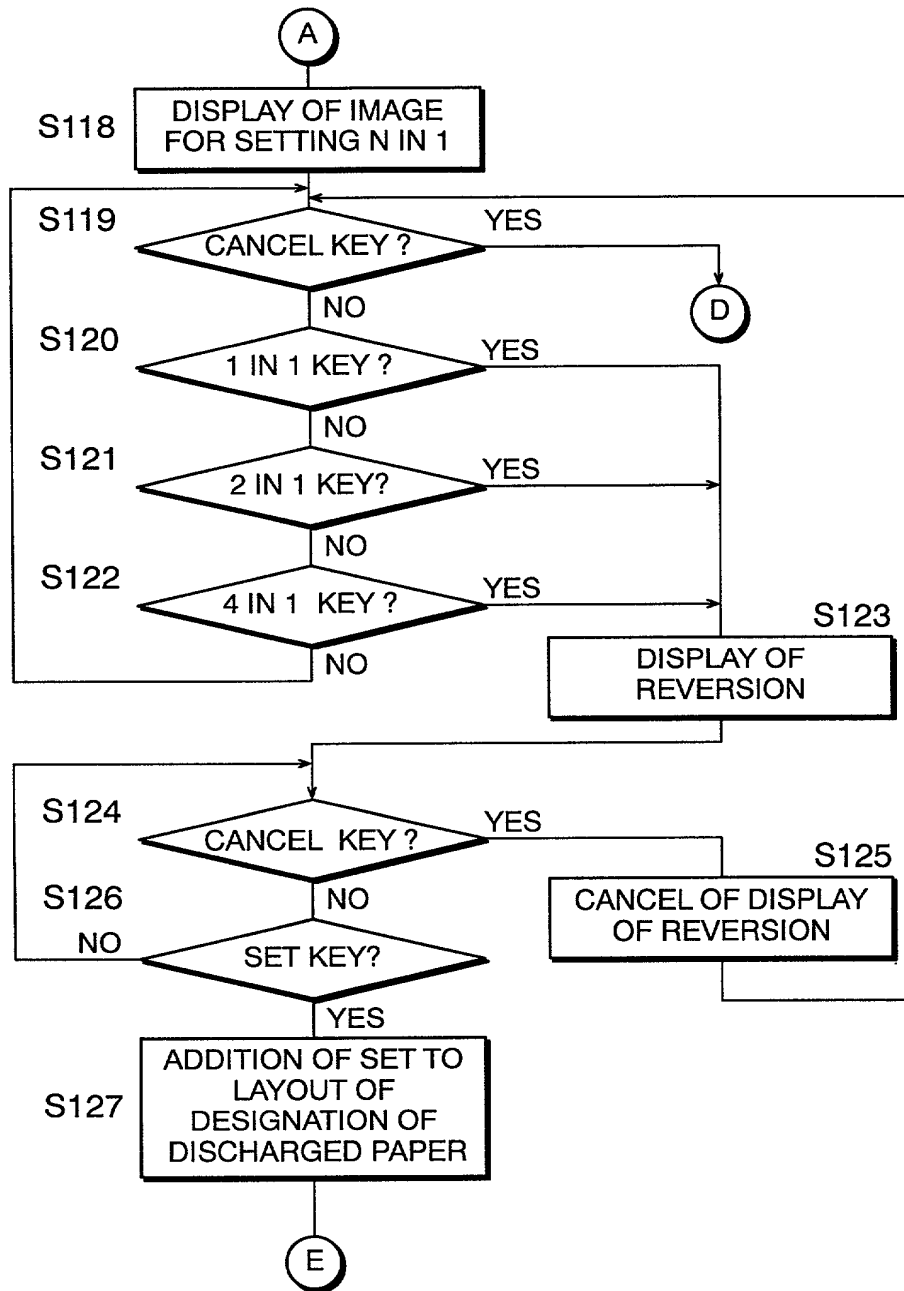 A
S118
DISPLAY OF IMAGE
FOR SETTING N IN 1
S119
CANCEL KEY ?
YES
D
NO
S120
1 IN 1 KEY ?
YES
NO
S121
2 IN 1 KEY?
YES
NO
S122
4 IN 1 KEY ?
YES
NO
S123
DISPLAY OF
REVERSION
S124
CANCEL KEY ?
YES
NO
S125
CANCEL OF DISPLAY
OF REVERSION
S126
NO
SET KEY?
YES
S127
ADDITION OF SET TO
LAYOUT OF
DESIGNATION OF
DISCHARGED PAPER
E